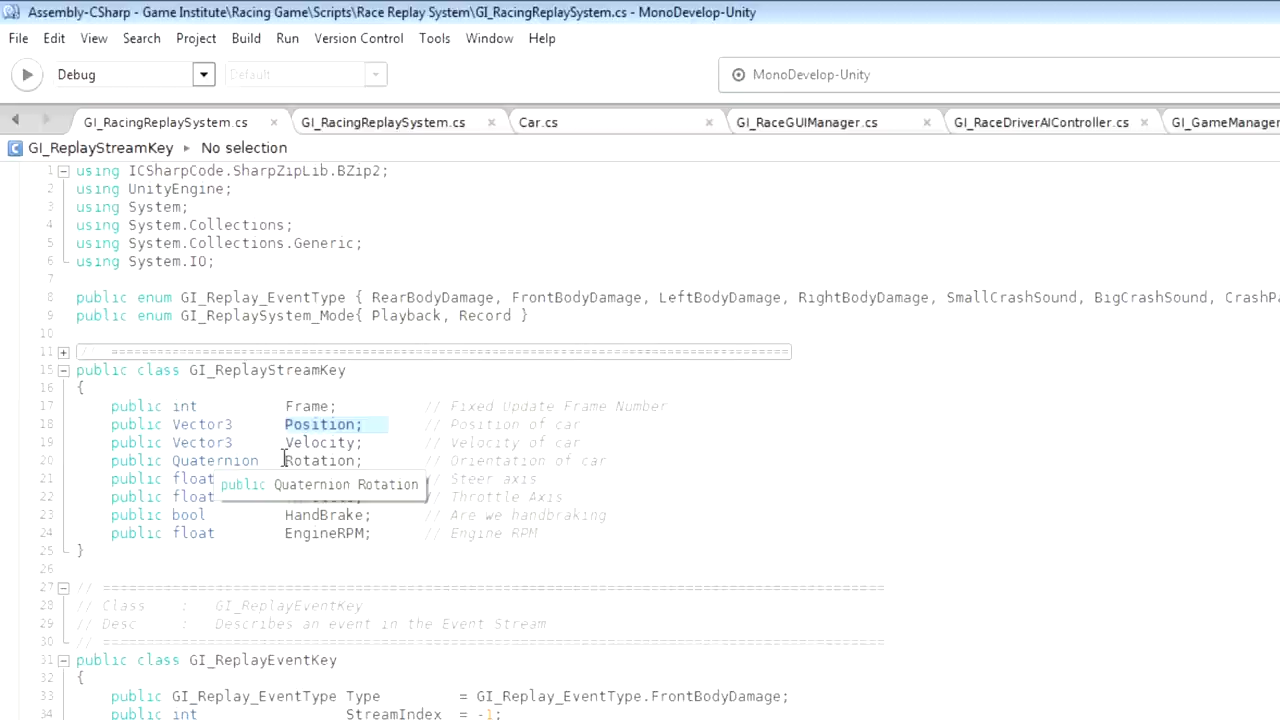 Assembly-CSharp - Game Institute\Racing Game\Scripts\Race Replay System\GI_RacingReplaySystem.cs - MonoDevelop-Unity
File Edit View Search Project Build Run Version Control Tools Window Help
Debug Default MonoDevelop-Unity
GI_RacingReplaySystem.cs × GI_RacingReplaySystem.cs × Car.cs × GI_RaceGUIManager.cs × GI_RaceDriverAIController.cs × GI_GameManager
GI_ReplayStreamKey ▸ No selection
1 using ICSharpCode.SharpZipLib.BZip2;
2 using UnityEngine;
3 using System;
4 using System.Collections;
5 using System.Collections.Generic;
6 using System.IO;
7
8 public enum GI_Replay_EventType { RearBodyDamage, FrontBodyDamage, LeftBodyDamage, RightBodyDamage, SmallCrashSound, BigCrashSound, CrashPa
9 public enum GI_ReplaySystem_Mode{ Playback, Record }
10
11 / ==============================================================================
15 public class GI_ReplayStreamKey
16 {
17 public int Frame; // Fixed Update Frame Number
18 public Vector3 Position; // Position of car
19 public Vector3 Velocity; // Velocity of car
20 public Quaternion Rotation; // Orientation of car
21 public float // Steer axis
public Quaternion Rotation
22 public float // Throttle Axis
23 public bool HandBrake; // Are we handbraking
24 public float EngineRPM; // Engine RPM
25 }
26
27 // ==========================================================================================
28 // Class : GI_ReplayEventKey
29 // Desc : Describes an event in the Event Stream
30 // ==========================================================================================
31 public class GI_ReplayEventKey
32 {
33 public GI_Replay_EventType Type = GI_Replay_EventType.FrontBodyDamage;
34 public int StreamIndex = -1;